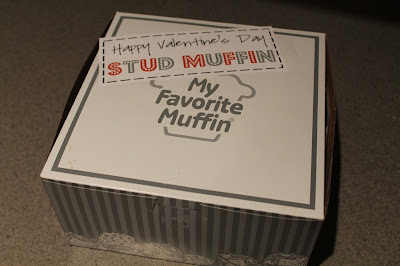 Happy Valentine's Day
STUD MUFFIN
My
Favorite
Muffin